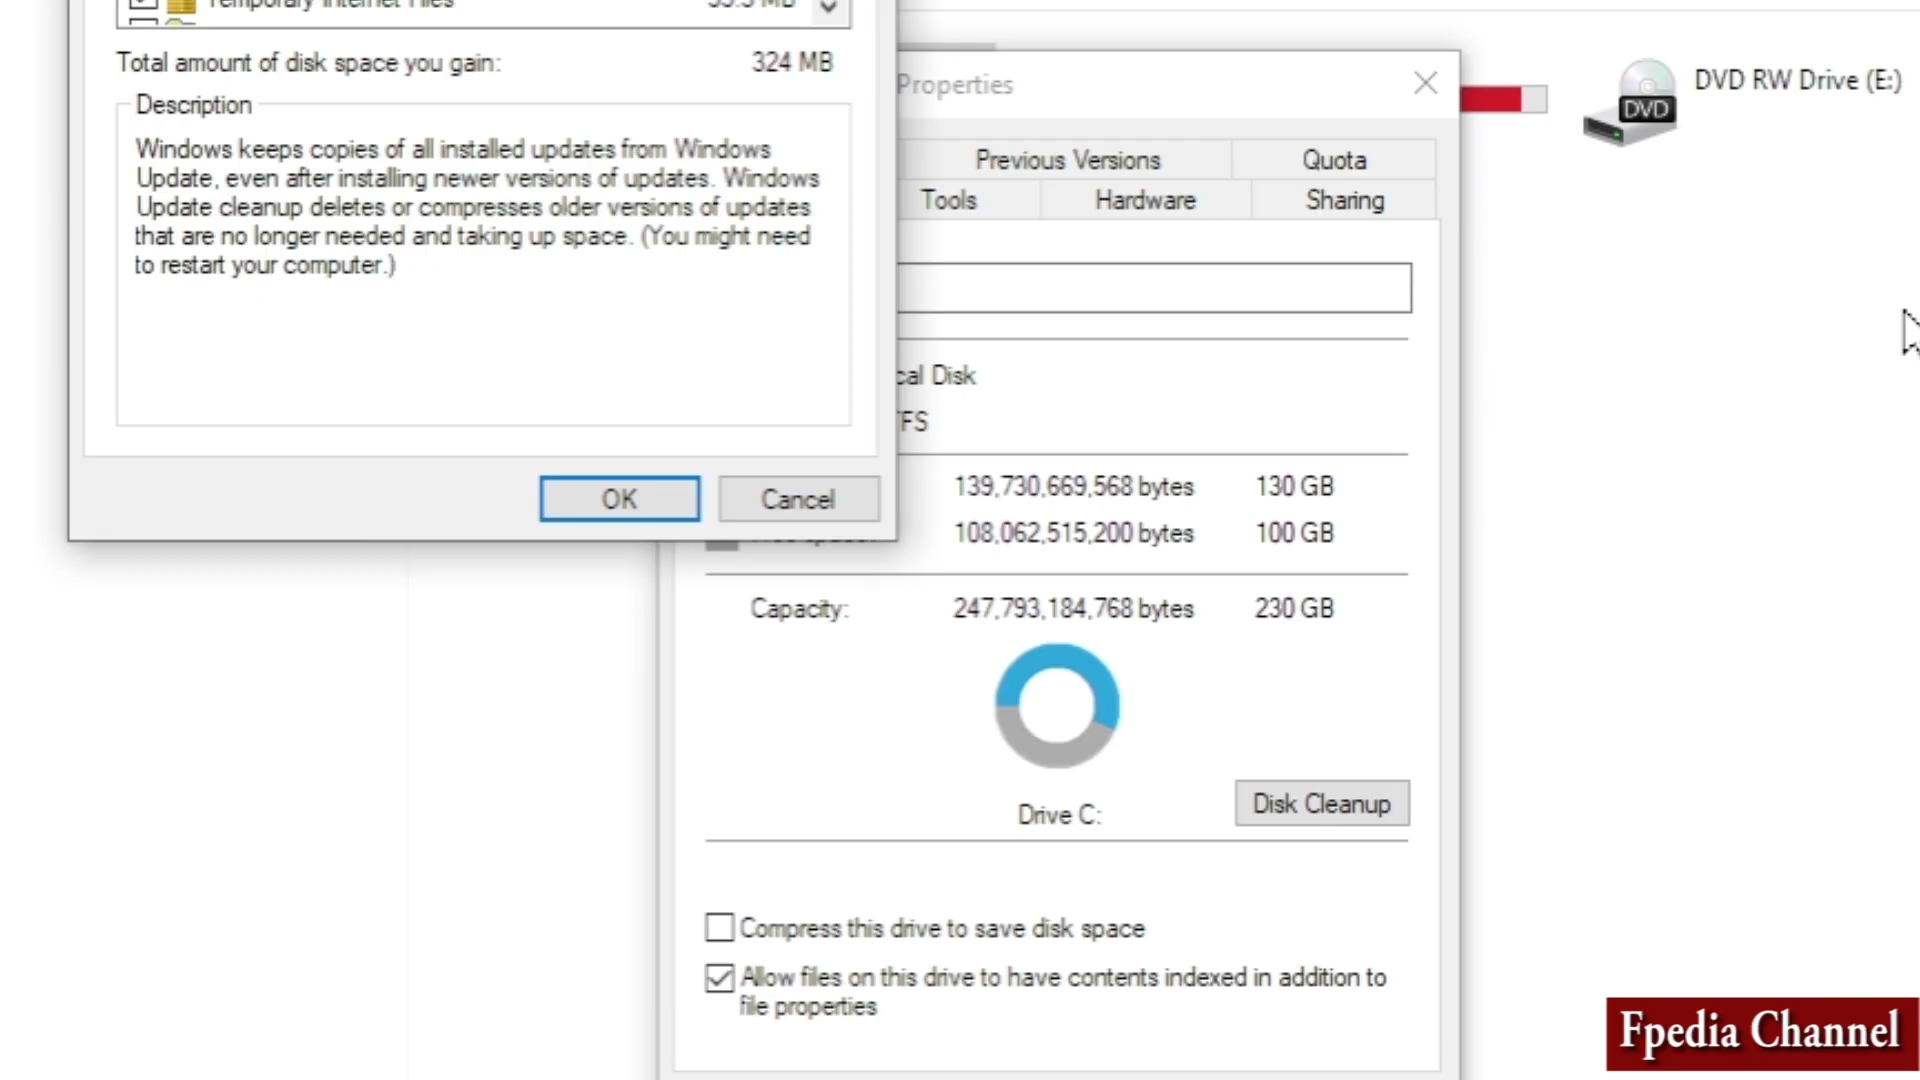 Temporary Internet Files
Total amount of disk space you gain: 324 MB
Description
Windows keeps copies of all installed updates from Windows
Update, even after installing newer versions of updates. Windows
Update cleanup deletes or compresses older versions of updates
that are no longer needed and taking up space. (You might need
to restart your computer.)
OK Cancel
Properties
Previous Versions Quota
Tools Hardware Sharing
cal Disk
FS
139,730,669,568 bytes 130 GB
108,062,515,200 bytes 100 GB
Capacity: 247,793,184,768 bytes 230 GB
Drive C:
Disk Cleanup
Compress this drive to save disk space
Allow files on this drive to have contents indexed in addition to
file properties
DVD RW Drive (E:)
DVD
Fpedia Channel